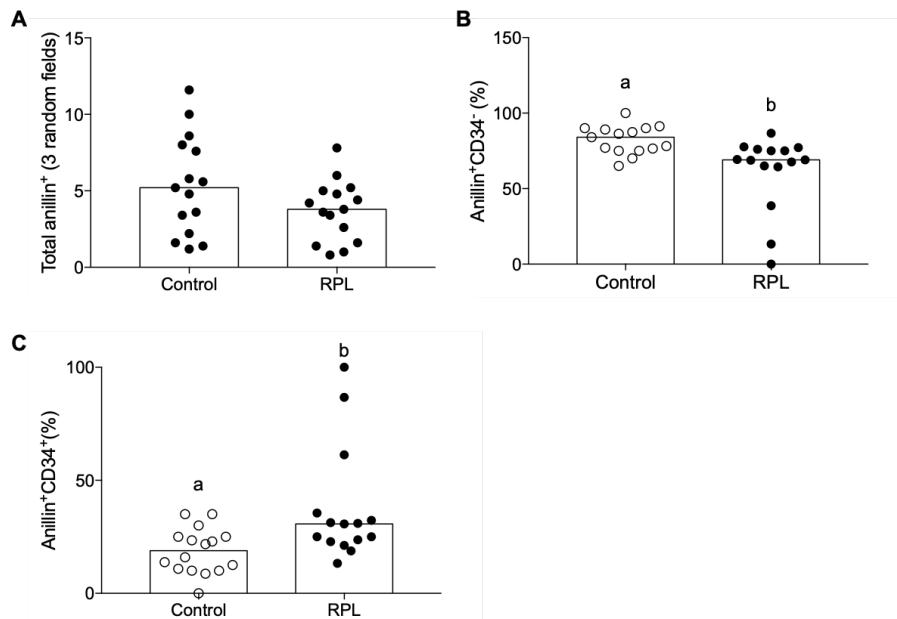 A
Total anillin⁺ (3 random fields)
15
10
5
0
Control
RPL
B
Anillin⁺CD34⁻ (%)
150
100
50
0
a
b
Control
RPL
C
Anillin⁺CD34⁺(%)
100
50
0
a
b
Control
RPL